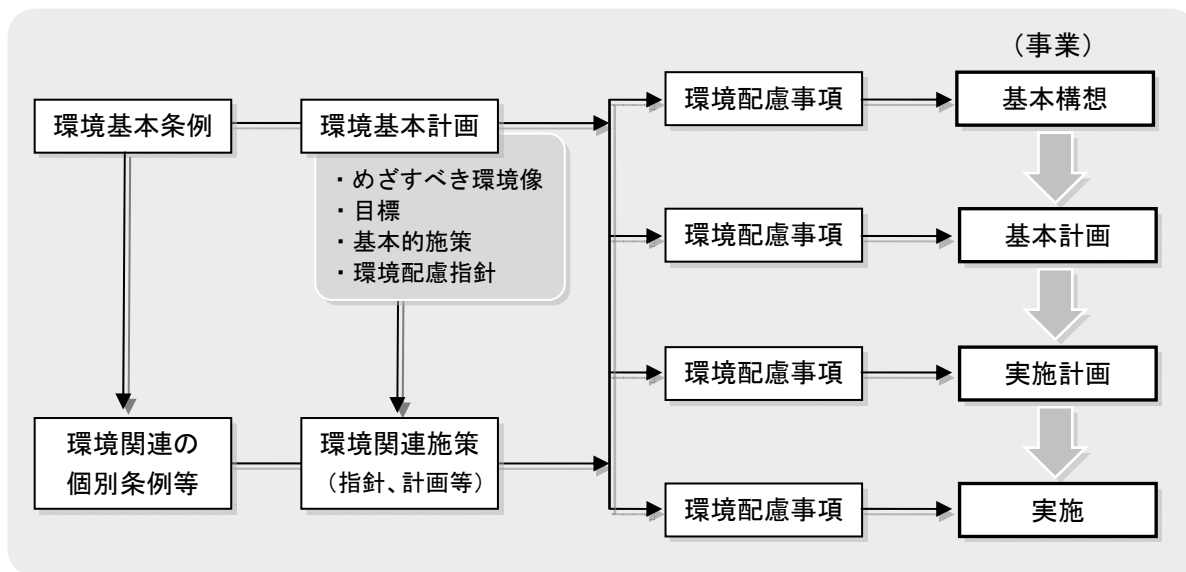 （事業）
環境基本条例
環境基本計画
・めざすべき環境像
・目標
・基本的施策
・環境配慮指針
環境関連の
個別条例等
環境関連施策
（指針、計画等）
環境配慮事項
基本構想
環境配慮事項
基本計画
環境配慮事項
実施計画
環境配慮事項
実施